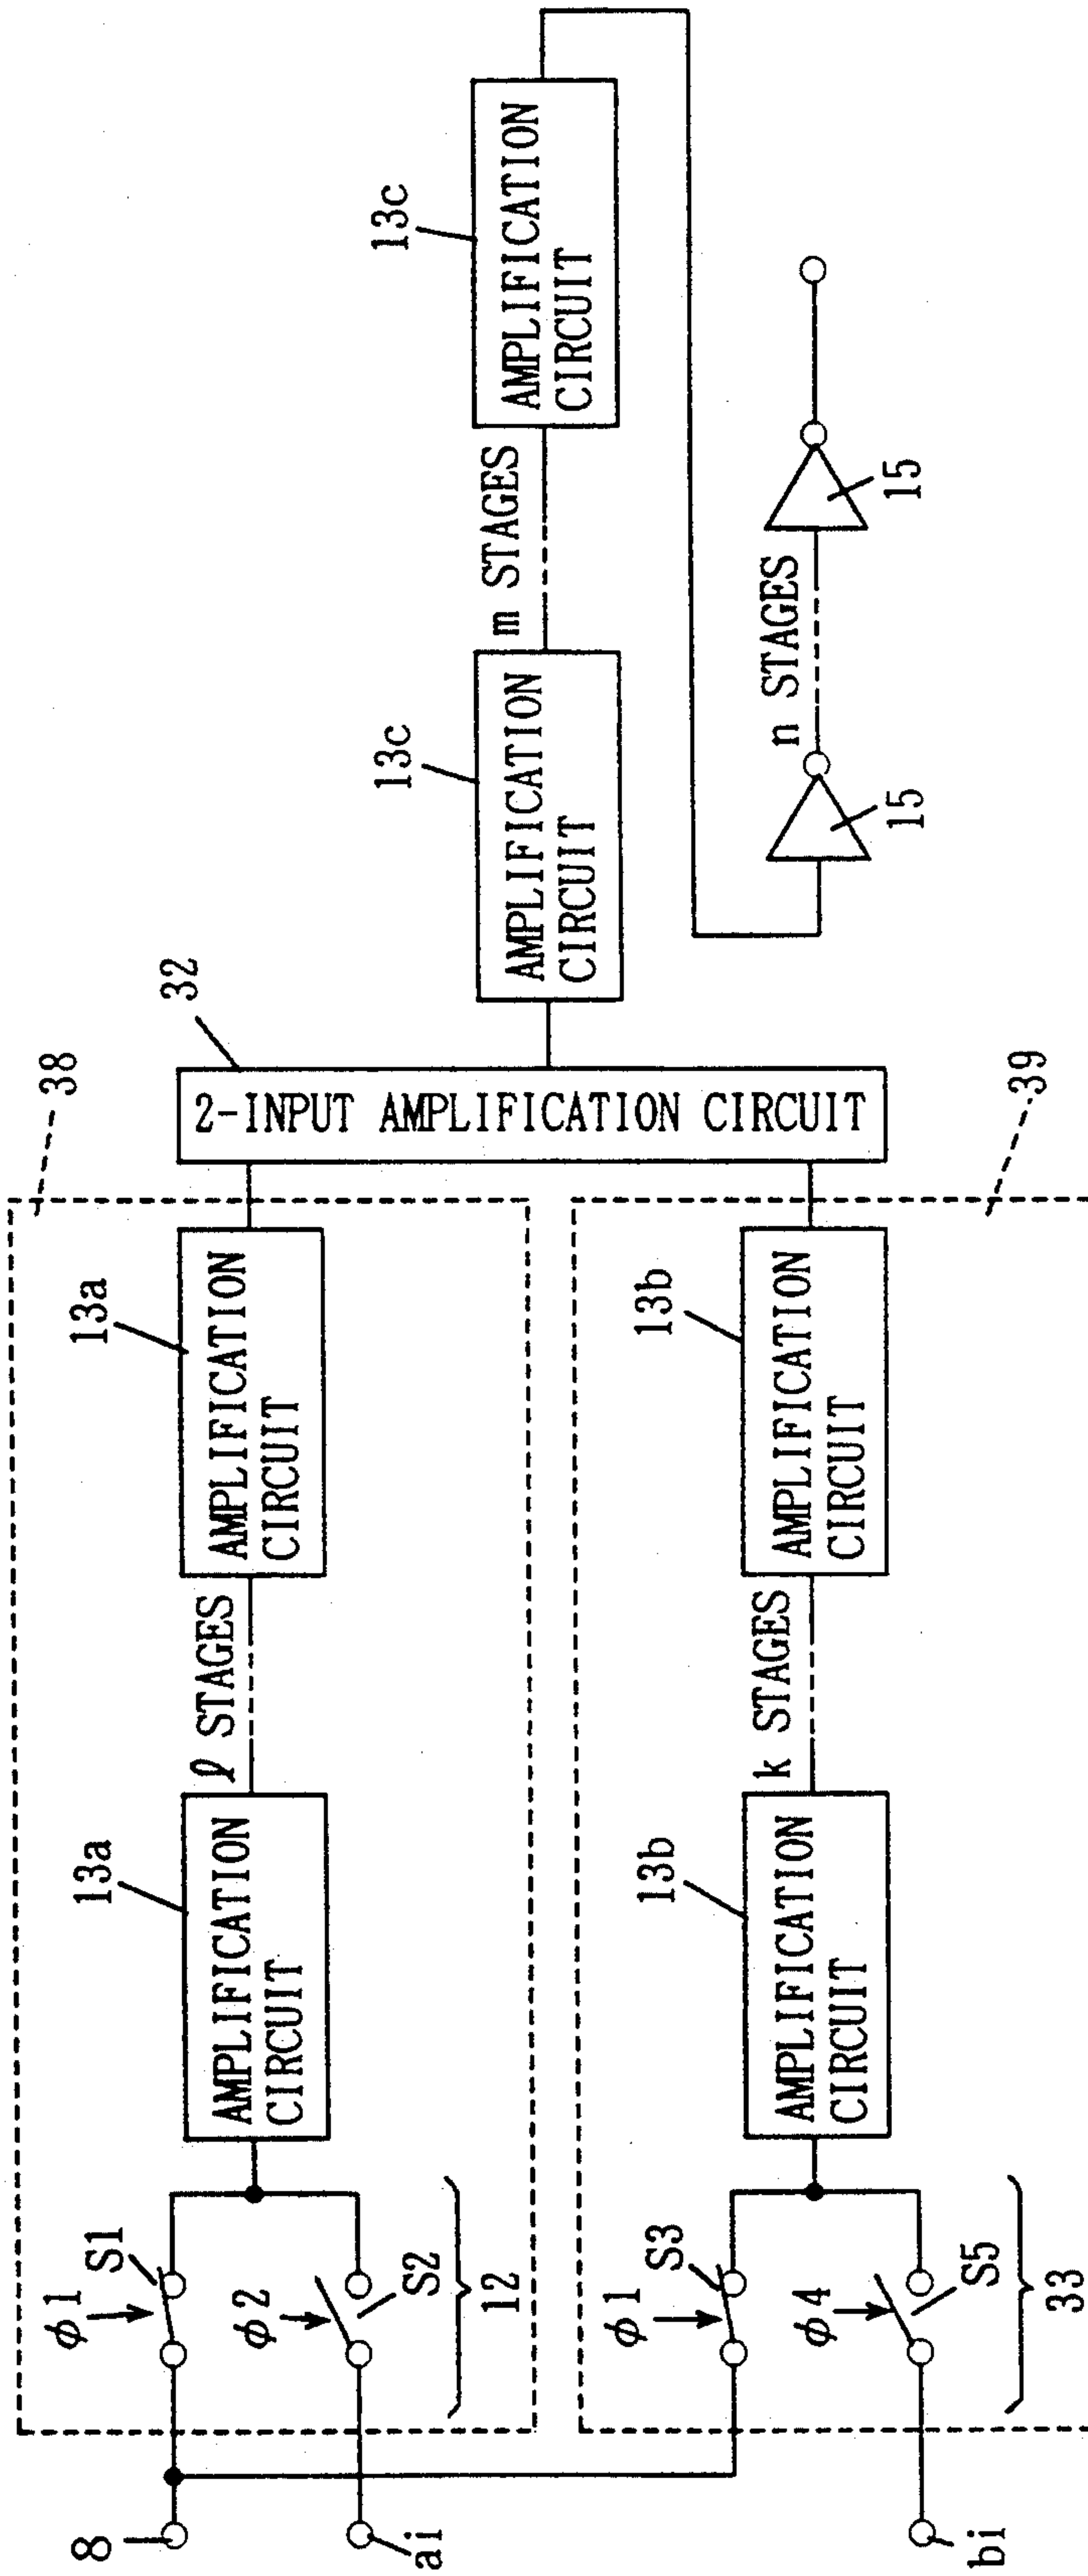 38
13a
AMPLIFICATION
CIRCUIT
ℓ STAGES
13a
AMPLIFICATION
CIRCUIT
8
ϕ1
S1
ϕ2
S2
12
ai
32
2-INPUT AMPLIFICATION CIRCUIT
13c
AMPLIFICATION
CIRCUIT
m STAGES
13c
AMPLIFICATION
CIRCUIT
39
13b
AMPLIFICATION
CIRCUIT
k STAGES
13b
AMPLIFICATION
CIRCUIT
ϕ1
S3
ϕ4
S5
33
bi
15
n STAGES
15